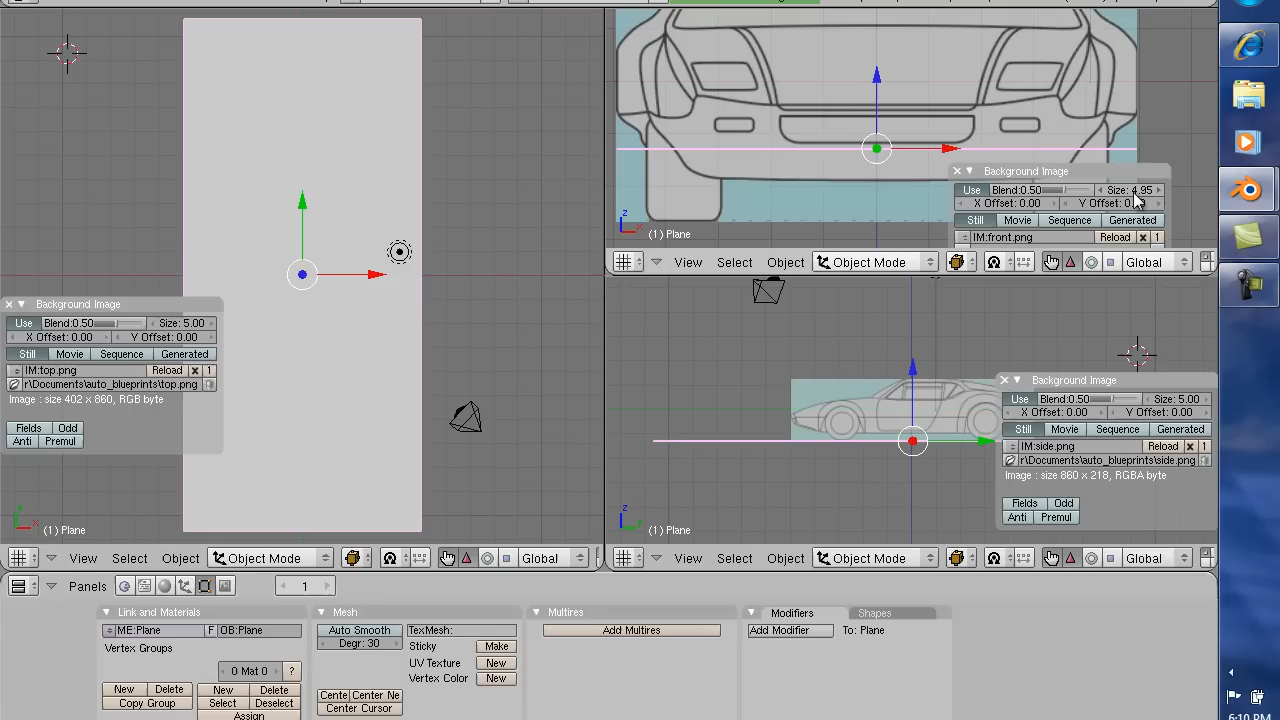 Background Image
Use Blend:0.50 Size: 4.95
X Offset: 0.00 Y Offset: 0.
Still Movie Sequence Generated
IM:front.png Reload 1
z
x
(1) Plane
View Select Object Object Mode Global
Background Image
Use Blend:0.50 Size: 5.00
X Offset: 0.00 Y Offset: 0.00
Still Movie Sequence Generated
IM:top.png Reload 1
r\Documents\auto_blueprints\top.png
Image : size 402 x 860, RGB byte
Fields Odd
Anti Premul
x
(1) Plane
View Select Object Object Mode Global
Background Image
Use Blend:0.50 Size: 5.00
X Offset: 0.00 Y Offset: 0.00
Still Movie Sequence Generated
IM:side.png Reload 1
r\Documents\auto_blueprints\side.png
Image : size 860 x 218, RGBA byte
Fields Odd
Anti Premul
z
y
(1) Plane
View Select Object Object Mode Global
Panels 1
Link and Materials
ME:Plane F OB:Plane
Vertex Groups
0 Mat 0 ?
New Delete New Delete
Copy Group Select Deselect
Assign
Mesh
Auto Smooth
Degr: 30
TexMesh:
Sticky Make
UV Texture New
Vertex Color New
Cente Center Ne
Center Cursor
Multires
Add Multires
Modifiers Shapes
Add Modifier To: Plane
6:10 PM